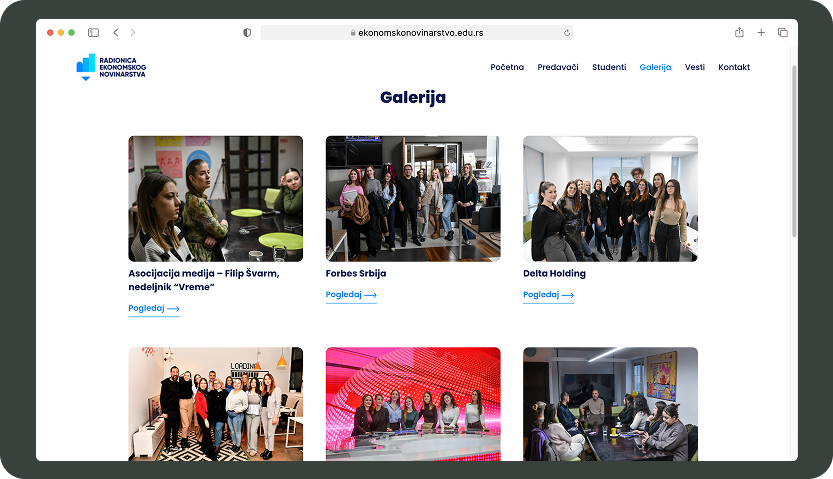 ekonomskonovinarstvo.edu.rs
RADIONICA
EKONOMSKOG
NOVINARSTVA
Početna Predavači Studenti Galerija Vesti Kontakt
Galerija
Asocijacija medija – Filip Švarm,
nedeljnik “Vreme”
Pogledaj
Forbes Srbija
Pogledaj
Delta Holding
Pogledaj
LOADING